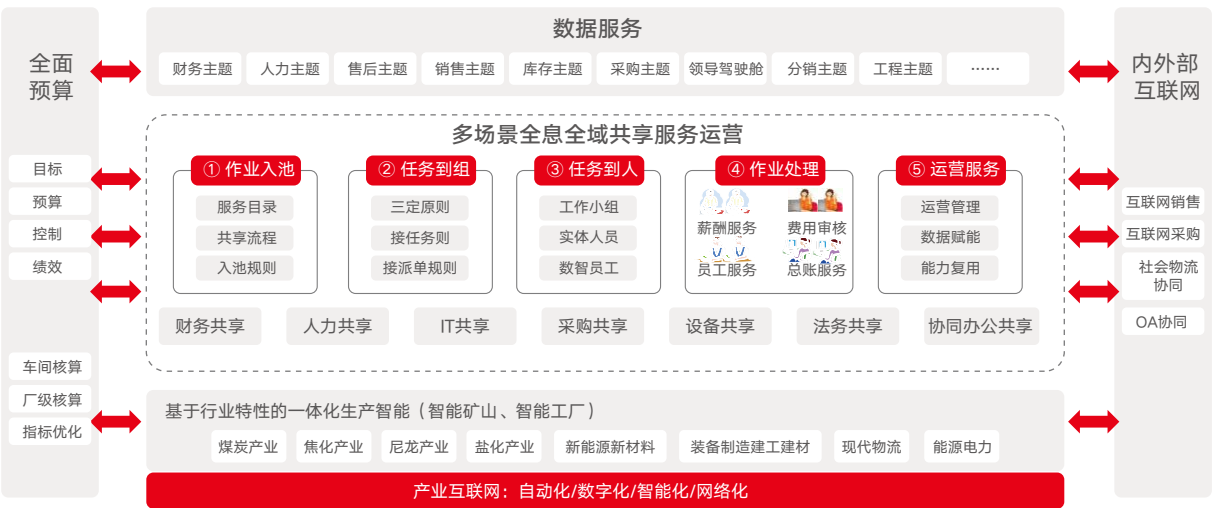 全面
预算
目标
预算
控制
绩效
车间核算
厂级核算
指标优化
数据服务
财务主题 人力主题 售后主题 销售主题 库存主题 采购主题 领导驾驶舱 分销主题 工程主题 ……
多场景全息全域共享服务运营
① 作业入池
服务目录
共享流程
入池规则
② 任务到组
三定原则
接任务则
接派单规则
③ 任务到人
工作小组
实体人员
数智员工
④ 作业处理
薪酬服务 费用审核
员工服务 总账服务
⑤ 运营服务
运营管理
数据赋能
能力复用
财务共享 人力共享 IT共享 采购共享 设备共享 法务共享 协同办公共享
基于行业特性的一体化生产智能（智能矿山、智能工厂）
煤炭产业 焦化产业 尼龙产业 盐化产业 新能源新材料 装备制造建工建材 现代物流 能源电力
产业互联网：自动化/数字化/智能化/网络化
内外部
互联网
互联网销售
互联网采购
社会物流
协同
OA协同